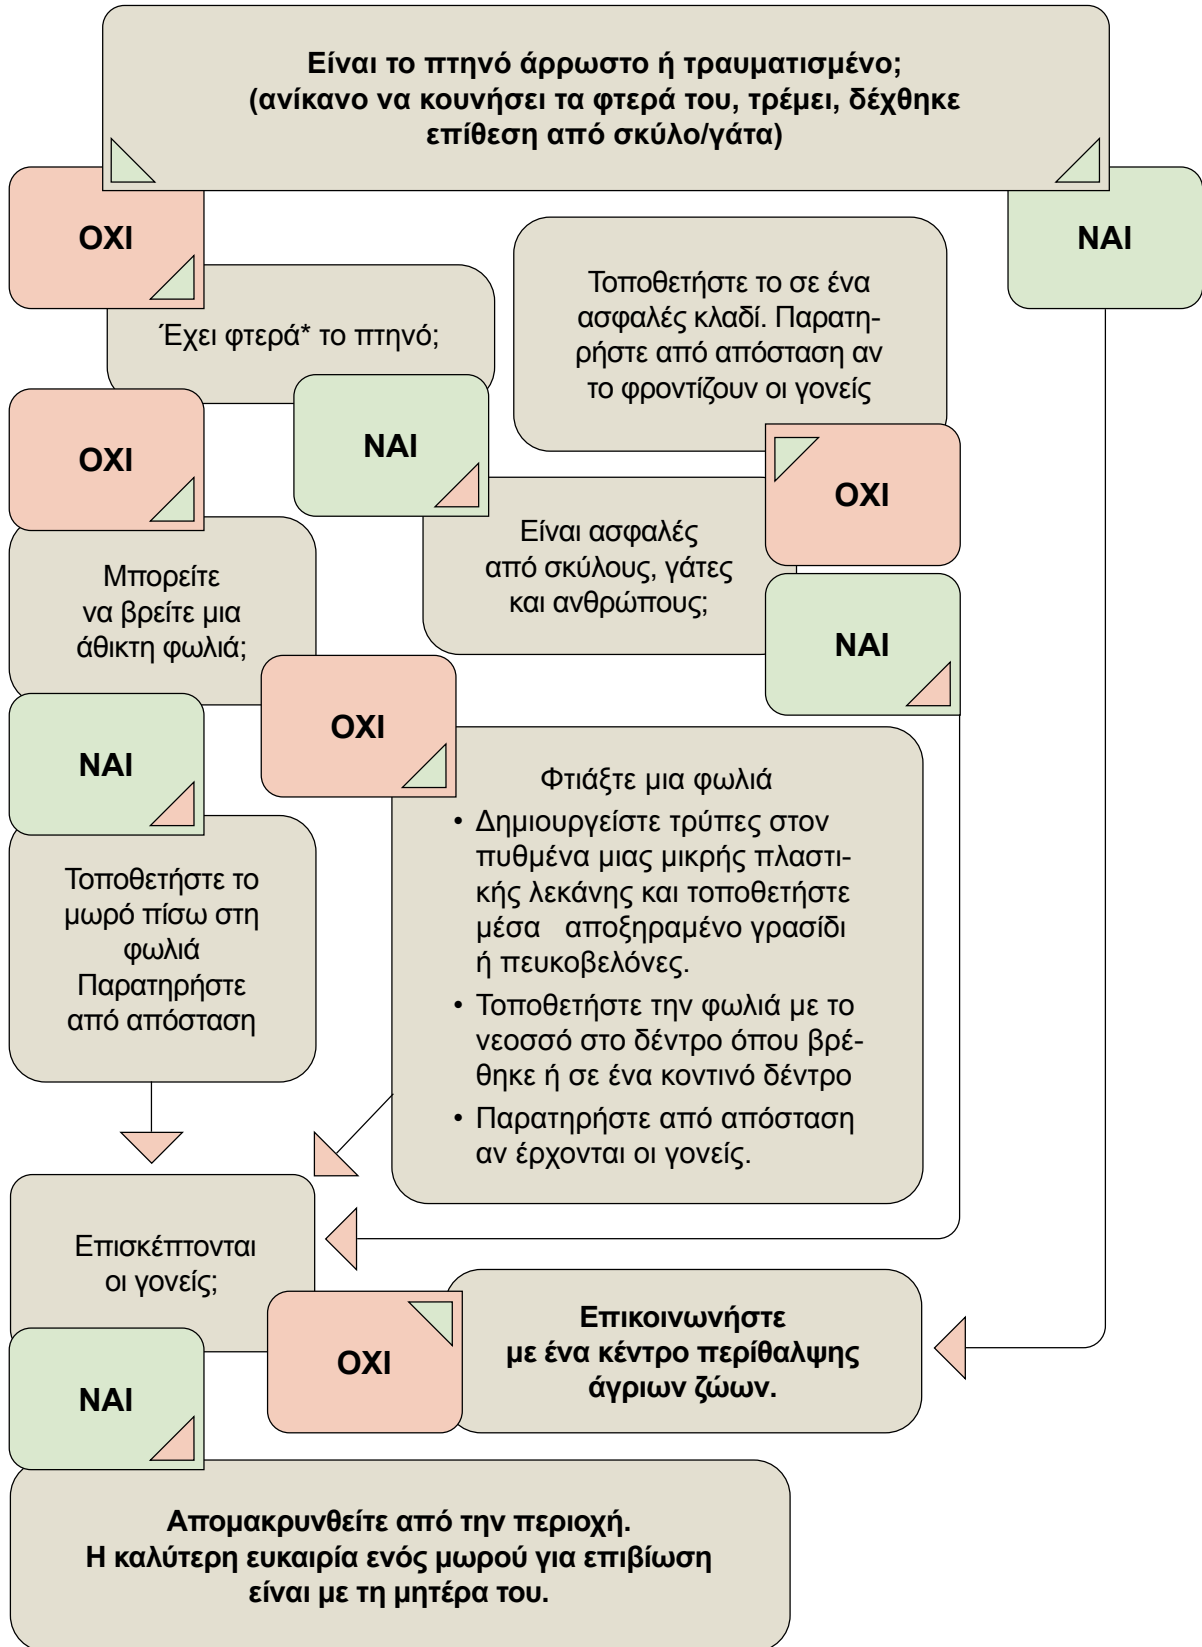 Είναι το πτηνό άρρωστο ή τραυματισμένο;
(ανίκανο να κουνήσει τα φτερά του, τρέμει, δέχθηκε
επίθεση από σκύλο/γάτα)
ΟΧΙ
ΝΑΙ
Έχει φτερά* το πτηνό;
Τοποθετήστε το σε ένα
ασφαλές κλαδί. Παρατη-
ρήστε από απόσταση αν
το φροντίζουν οι γονείς
ΟΧΙ
ΝΑΙ
ΟΧΙ
Είναι ασφαλές
από σκύλους, γάτες
και ανθρώπους;
ΝΑΙ
Μπορείτε
να βρείτε μια
άθικτη φωλιά;
ΝΑΙ
ΟΧΙ
Τοποθετήστε το
μωρό πίσω στη
φωλιά
Παρατηρήστε
από απόσταση
Φτιάξτε μια φωλιά
• Δημιουργείστε τρύπες στον
πυθμένα μιας μικρής πλαστι-
κής λεκάνης και τοποθετήστε
μέσα αποξηραμένο γρασίδι
ή πευκοβελόνες.
• Τοποθετήστε την φωλιά με το
νεοσσό στο δέντρο όπου βρέ-
θηκε ή σε ένα κοντινό δέντρο
• Παρατηρήστε από απόσταση
αν έρχονται οι γονείς.
Επισκέπτονται
οι γονείς;
ΟΧΙ
Επικοινωνήστε
με ένα κέντρο περίθαλψης
άγριων ζώων.
ΝΑΙ
Απομακρυνθείτε από την περιοχή.
Η καλύτερη ευκαιρία ενός μωρού για επιβίωση
είναι με τη μητέρα του.